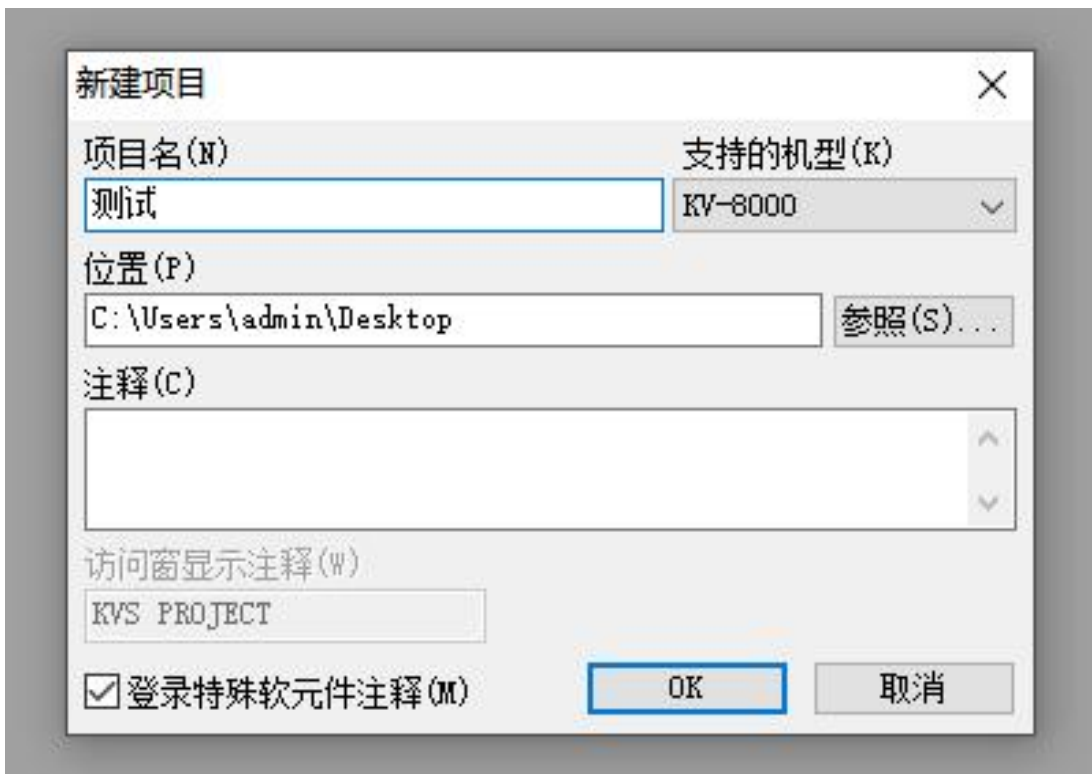 新建项目
项目名(N) 支持的机型(K)
测试 KV-8000
位置(P)
C:\Users\admin\Desktop 参照(S)...
注释(C)
访问窗显示注释(W)
KVS PROJECT
登录特殊软元件注释(M) OK 取消